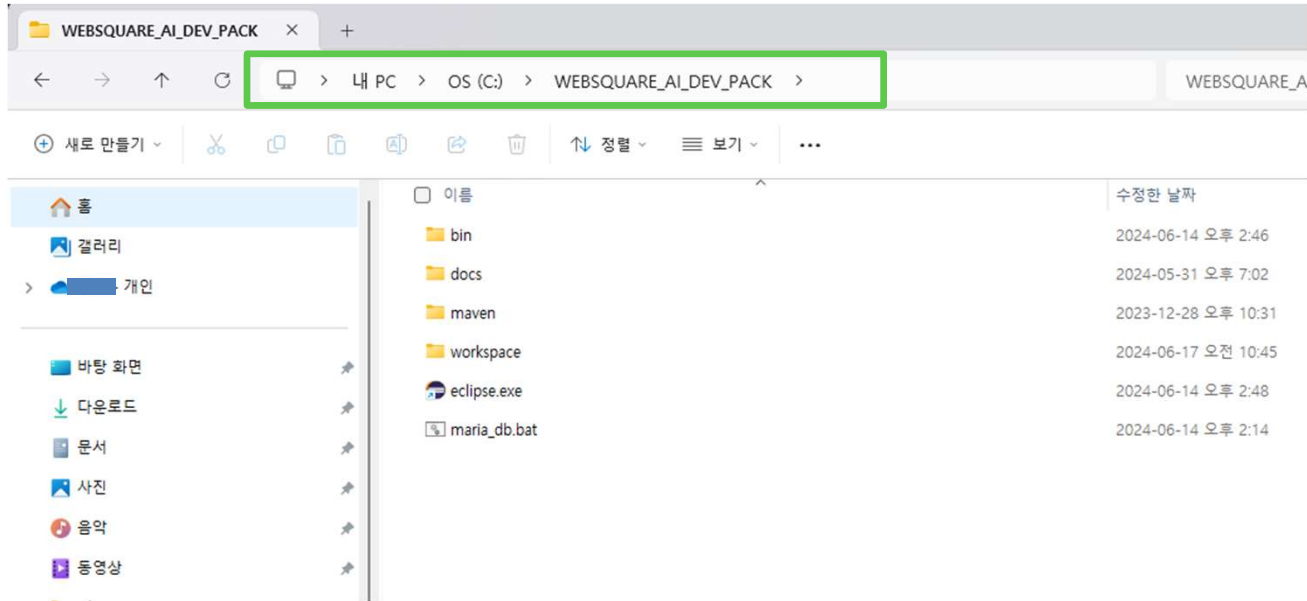 WEBSQUARE_AI_DEV_PACK
내 PC > OS (C:) > WEBSQUARE_AI_DEV_PACK >
WEBSQUARE_A
새로 만들기
정렬
보기
홈
갤러리
개인
바탕 화면
다운로드
문서
사진
음악
동영상
이름 수정한 날짜
bin 2024-06-14 오후 2:46
docs 2024-05-31 오후 7:02
maven 2023-12-28 오후 10:31
workspace 2024-06-17 오전 10:45
eclipse.exe 2024-06-14 오후 2:48
maria_db.bat 2024-06-14 오후 2:14